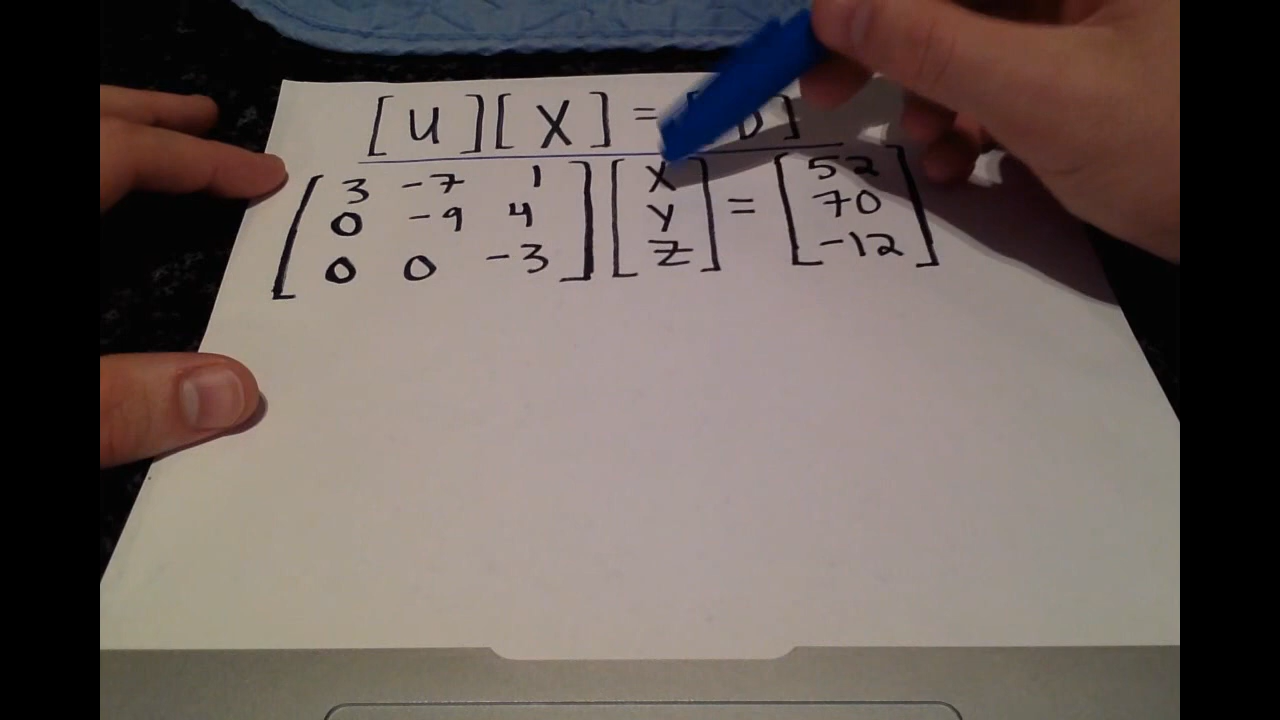 [U][X] = [D]
[3 -7 1] [X] = [52]
[0 -9 4] [Y] [70]
[0 0 -3] [Z] [-12]